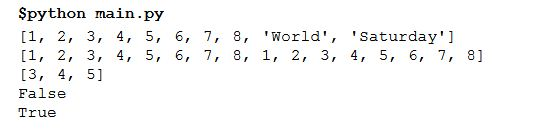 $python main.py
[1, 2, 3, 4, 5, 6, 7, 8, 'World', 'Saturday']
[1, 2, 3, 4, 5, 6, 7, 8, 1, 2, 3, 4, 5, 6, 7, 8]
[3, 4, 5]
False
True